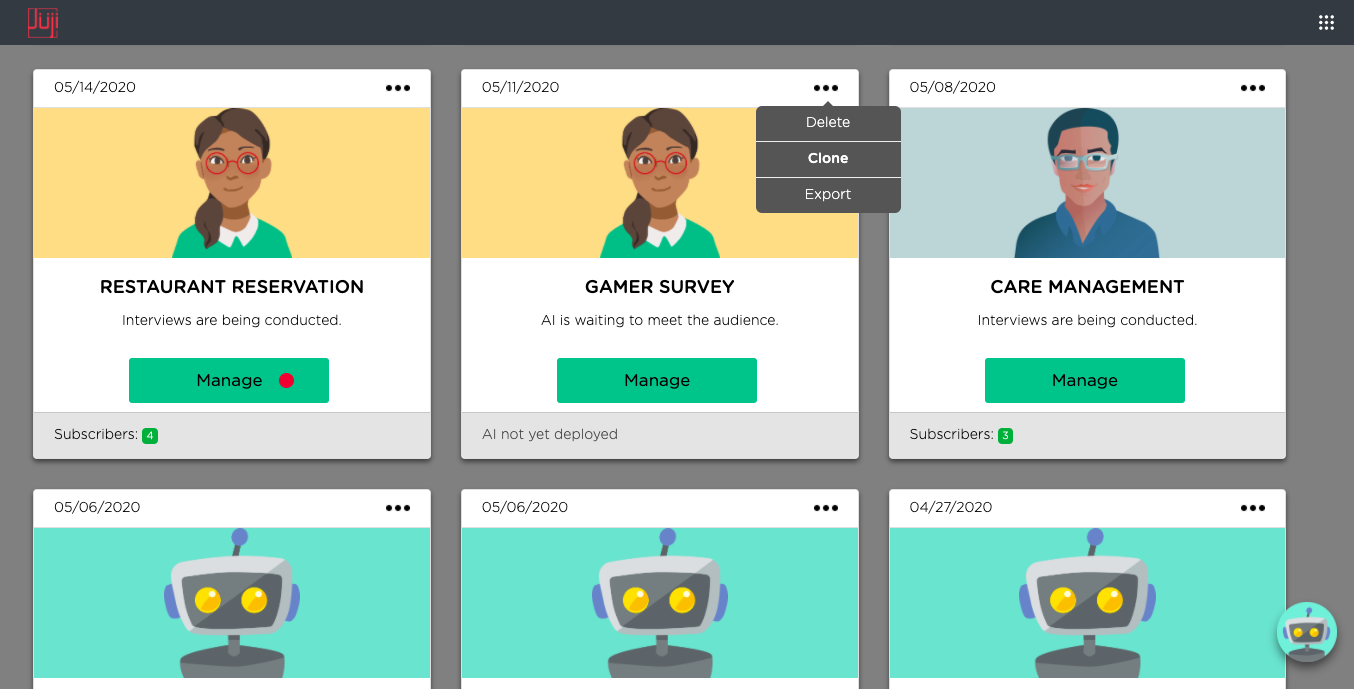 Juji
05/14/2020
05/11/2020
05/08/2020
Delete
Clone
Export
RESTAURANT RESERVATION
Interviews are being conducted.
Manage
Subscribers: 4
GAMER SURVEY
AI is waiting to meet the audience.
Manage
AI not yet deployed
CARE MANAGEMENT
Interviews are being conducted.
Manage
Subscribers: 3
05/06/2020
05/06/2020
04/27/2020